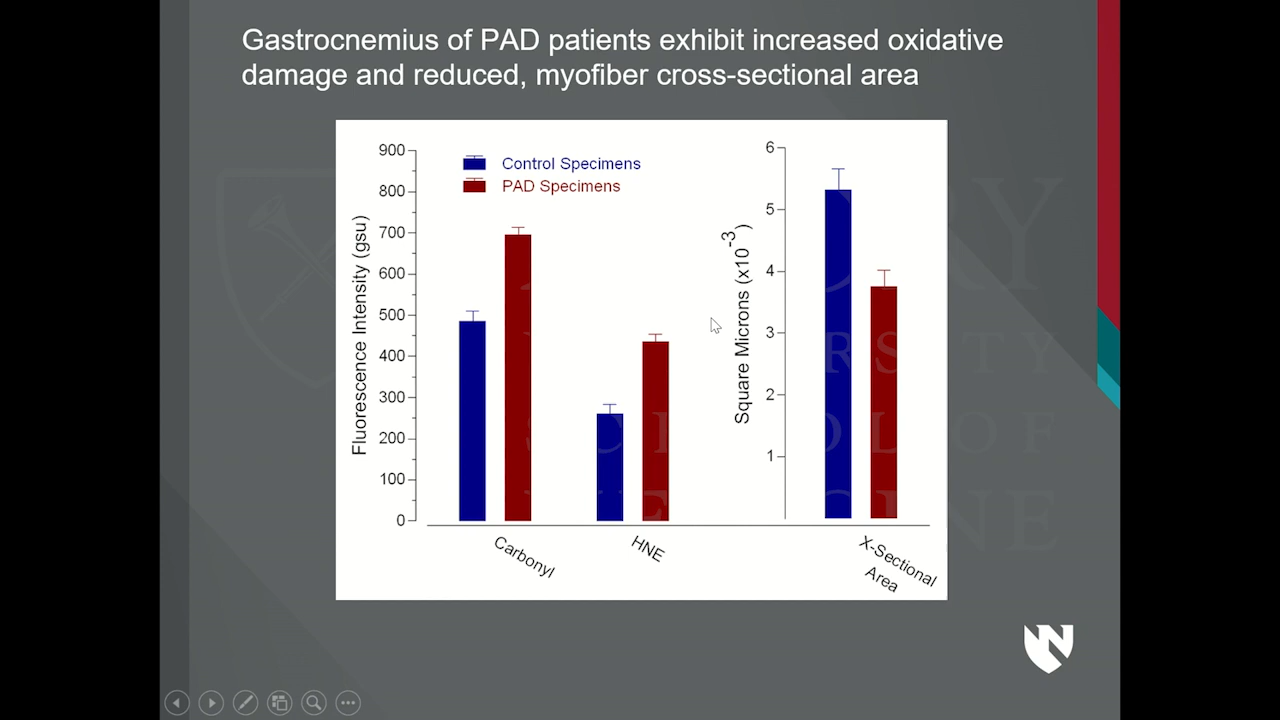 Gastrocnemius of PAD patients exhibit increased oxidative
damage and reduced, myofiber cross-sectional area
Control Specimens
PAD Specimens
Fluorescence Intensity (gsu)
900
800
700
600
500
400
300
200
100
0
Carbonyl
HNE
Square Microns (x10-3)
6
5
4
3
2
1
X-Sectional
Area
N